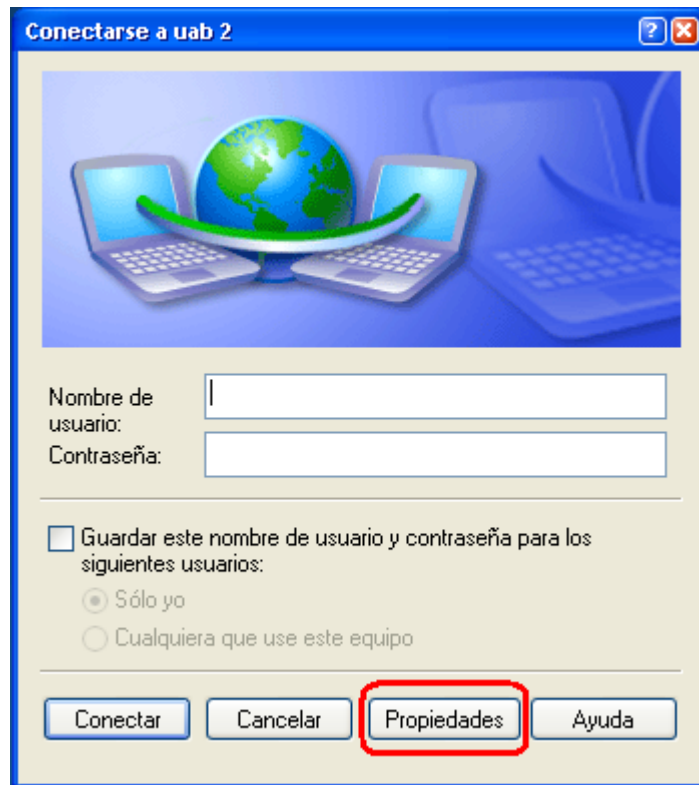 Conectarse a uab 2
Nombre de
usuario:
Contraseña:
Guardar este nombre de usuario y contraseña para los
siguientes usuarios:
Sólo yo
Cualquiera que use este equipo
Conectar Cancelar Propiedades Ayuda